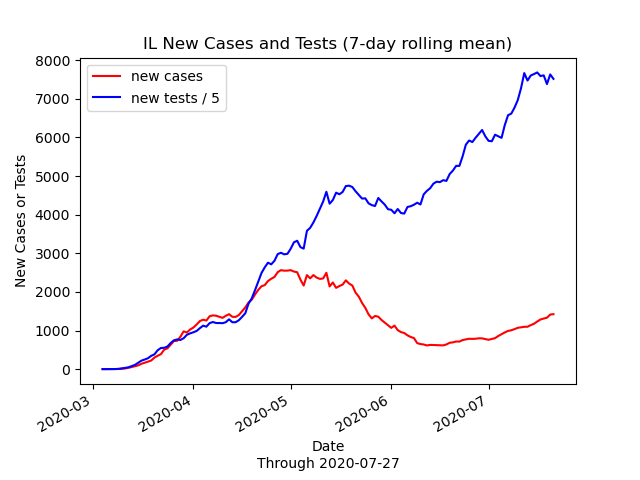 IL New Cases and Tests (7-day rolling mean)
new cases
new tests / 5
8000
7000
6000
5000
4000
3000
2000
1000
0
New Cases or Tests
2020-03
2020-04
2020-05
2020-06
2020-07
Date
Through 2020-07-27